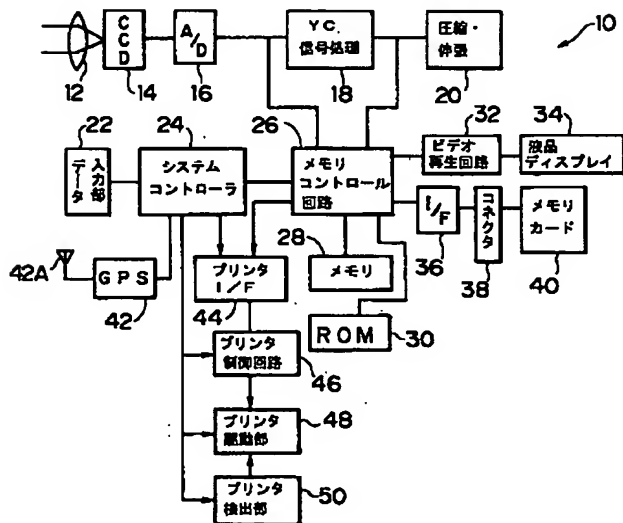 10
CCD
A/D
YC
信号処理
圧縮・
伸張
12
14
16
18
20
22
24
26
32
34
データ
入力部
システム
コントローラ
メモリ
コントロール
回路
ビデオ
再生回路
液晶
ディスプレイ
I/F
コネクタ
メモリ
カード
36
38
40
42A
GPS
42
プリンタ
I/F
44
28
メモリ
ROM
30
プリンタ
制御回路
46
プリンタ
駆動部
48
プリンタ
検出部
50